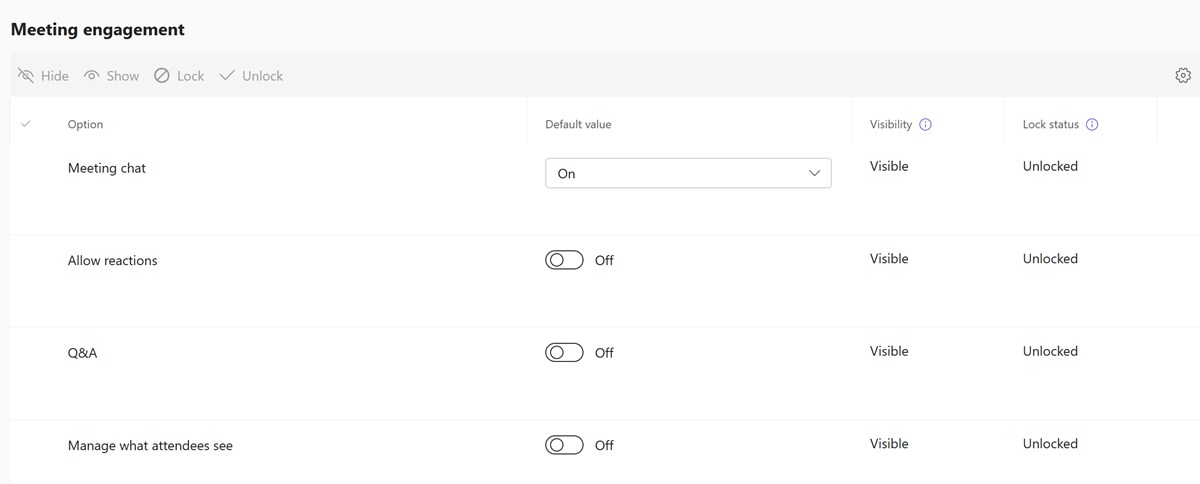 Meeting engagement
Hide Show Lock Unlock
Option Default value Visibility Lock status
Meeting chat On Visible Unlocked
Allow reactions Off Visible Unlocked
Q&A Off Visible Unlocked
Manage what attendees see Off Visible Unlocked